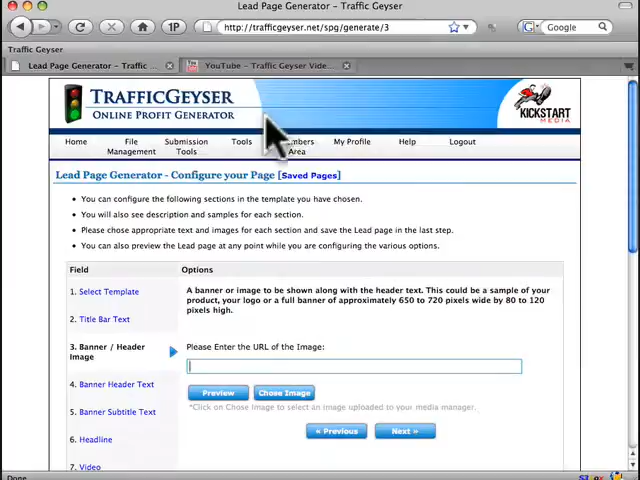 Lead Page Generator - Traffic Geyser
1P
http://trafficgeyser.net/spg/generate/3
G Google
Traffic Geyser
Lead Page Generator - Traffic ...
YouTube - Traffic Geyser Vide...
TRAFFICGEYSER
ONLINE PROFIT GENERATOR
KICKSTART
MEDIA
Home File Management Submission Tools Tools mbers Area My Profile Help Logout
Lead Page Generator - Configure your Page [Saved Pages]
You can configure the following sections in the template you have chosen.
You will also see description and samples for each section.
Please chose appropriate text and images for each section and save the Lead page in the last step.
You can also preview the Lead page at any point while you are configuring the various options.
Field Options
1. Select Template
2. Title Bar Text
3. Banner / Header
Image
4. Banner Header Text
5. Banner Subtitle Text
6. Headline
7. Video
A banner or image to be shown along with the header text. This could be a sample of your
product, your logo or a full banner of approximately 650 to 720 pixels wide by 80 to 120
pixels high.
Please Enter the URL of the Image:
Preview Chose Image
*Click on Chose Image to select an image uploaded to your media manager.
« Previous Next »
Done